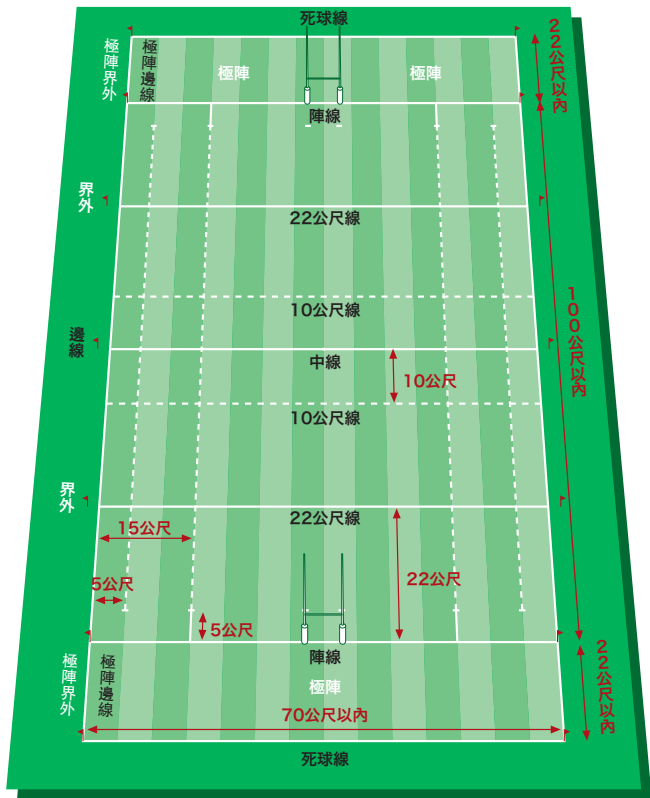 死球線
極陣界外
極陣邊線
極陣
極陣
22公尺以內
陣線
界外
22公尺線
10公尺線
100公尺以內
邊線
中線
10公尺
10公尺線
界外
22公尺線
15公尺
5公尺
22公尺
5公尺
陣線
極陣界外
極陣邊線
極陣
22公尺以內
70公尺以內
死球線